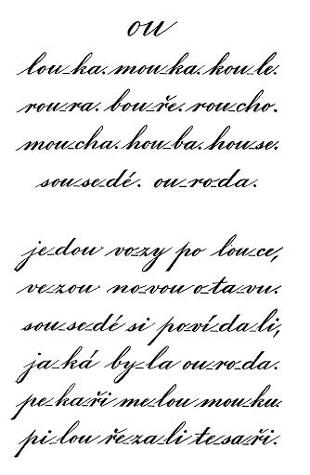 ou
lou-ka. mou-ka. kou-le.
rou-ra. bou-ře. rou-cho.
mou-cha. hou-ba. hou-se.
sou-se-dé. ou-ro-da.
je-dou vo-zy po lou-ce,
ve-zou no-vou o-ta-vu.
sou-se-dé si po-ví-da-li,
ja-ká by-la ou-ro-da.
pe-ka-ři me-lou mou-ku.
pi-lou ře-za-li te-sa-ři.